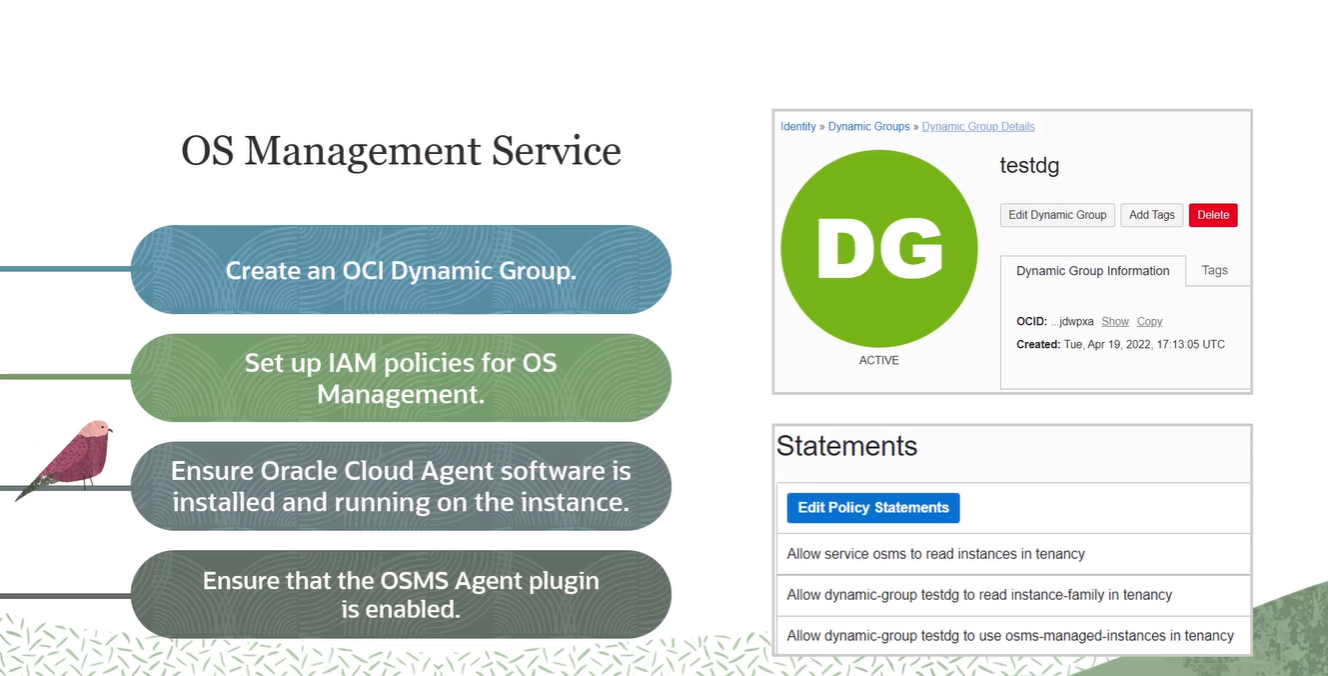 OS Management Service
Create an OCI Dynamic Group.
Set up IAM policies for OS
Management.
Ensure Oracle Cloud Agent software is
installed and running on the instance.
Ensure that the OSMS Agent plugin
is enabled.
Identity » Dynamic Groups » Dynamic Group Details
DG
ACTIVE
testdg
Edit Dynamic Group Add Tags Delete
Dynamic Group Information Tags
OCID: ...jdwpxa Show Copy
Created: Tue, Apr 19, 2022, 17:13:05 UTC
Statements
Edit Policy Statements
Allow service osms to read instances in tenancy
Allow dynamic-group testdg to read instance-family in tenancy
Allow dynamic-group testdg to use osms-managed-instances in tenancy